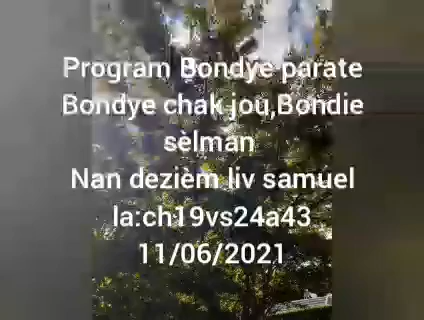 Program Bondye parate
Bondye chak jou,Bondie
sèlman
Nan dezièm liv samuel
la:ch19vs24a43
11/06/2021